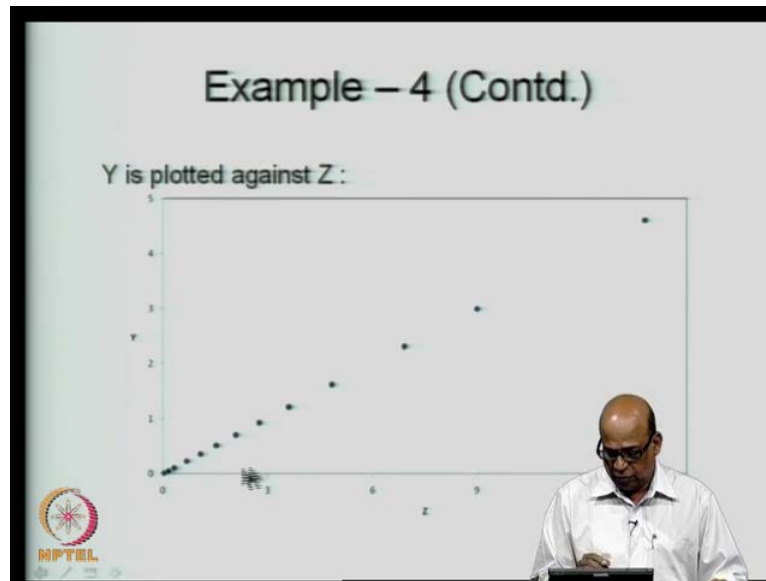 Example – 4 (Contd.)
Y is plotted against Z :
5
4
3
Y
2
1
0
0
3
6
9
Z
NPTEL